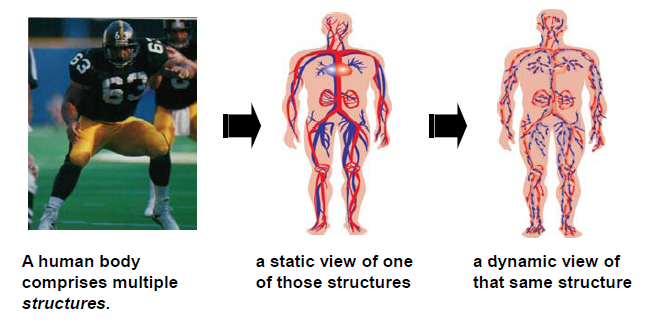 63
63
A human body
comprises multiple
structures.
a static view of one
of those structures
a dynamic view of
that same structure